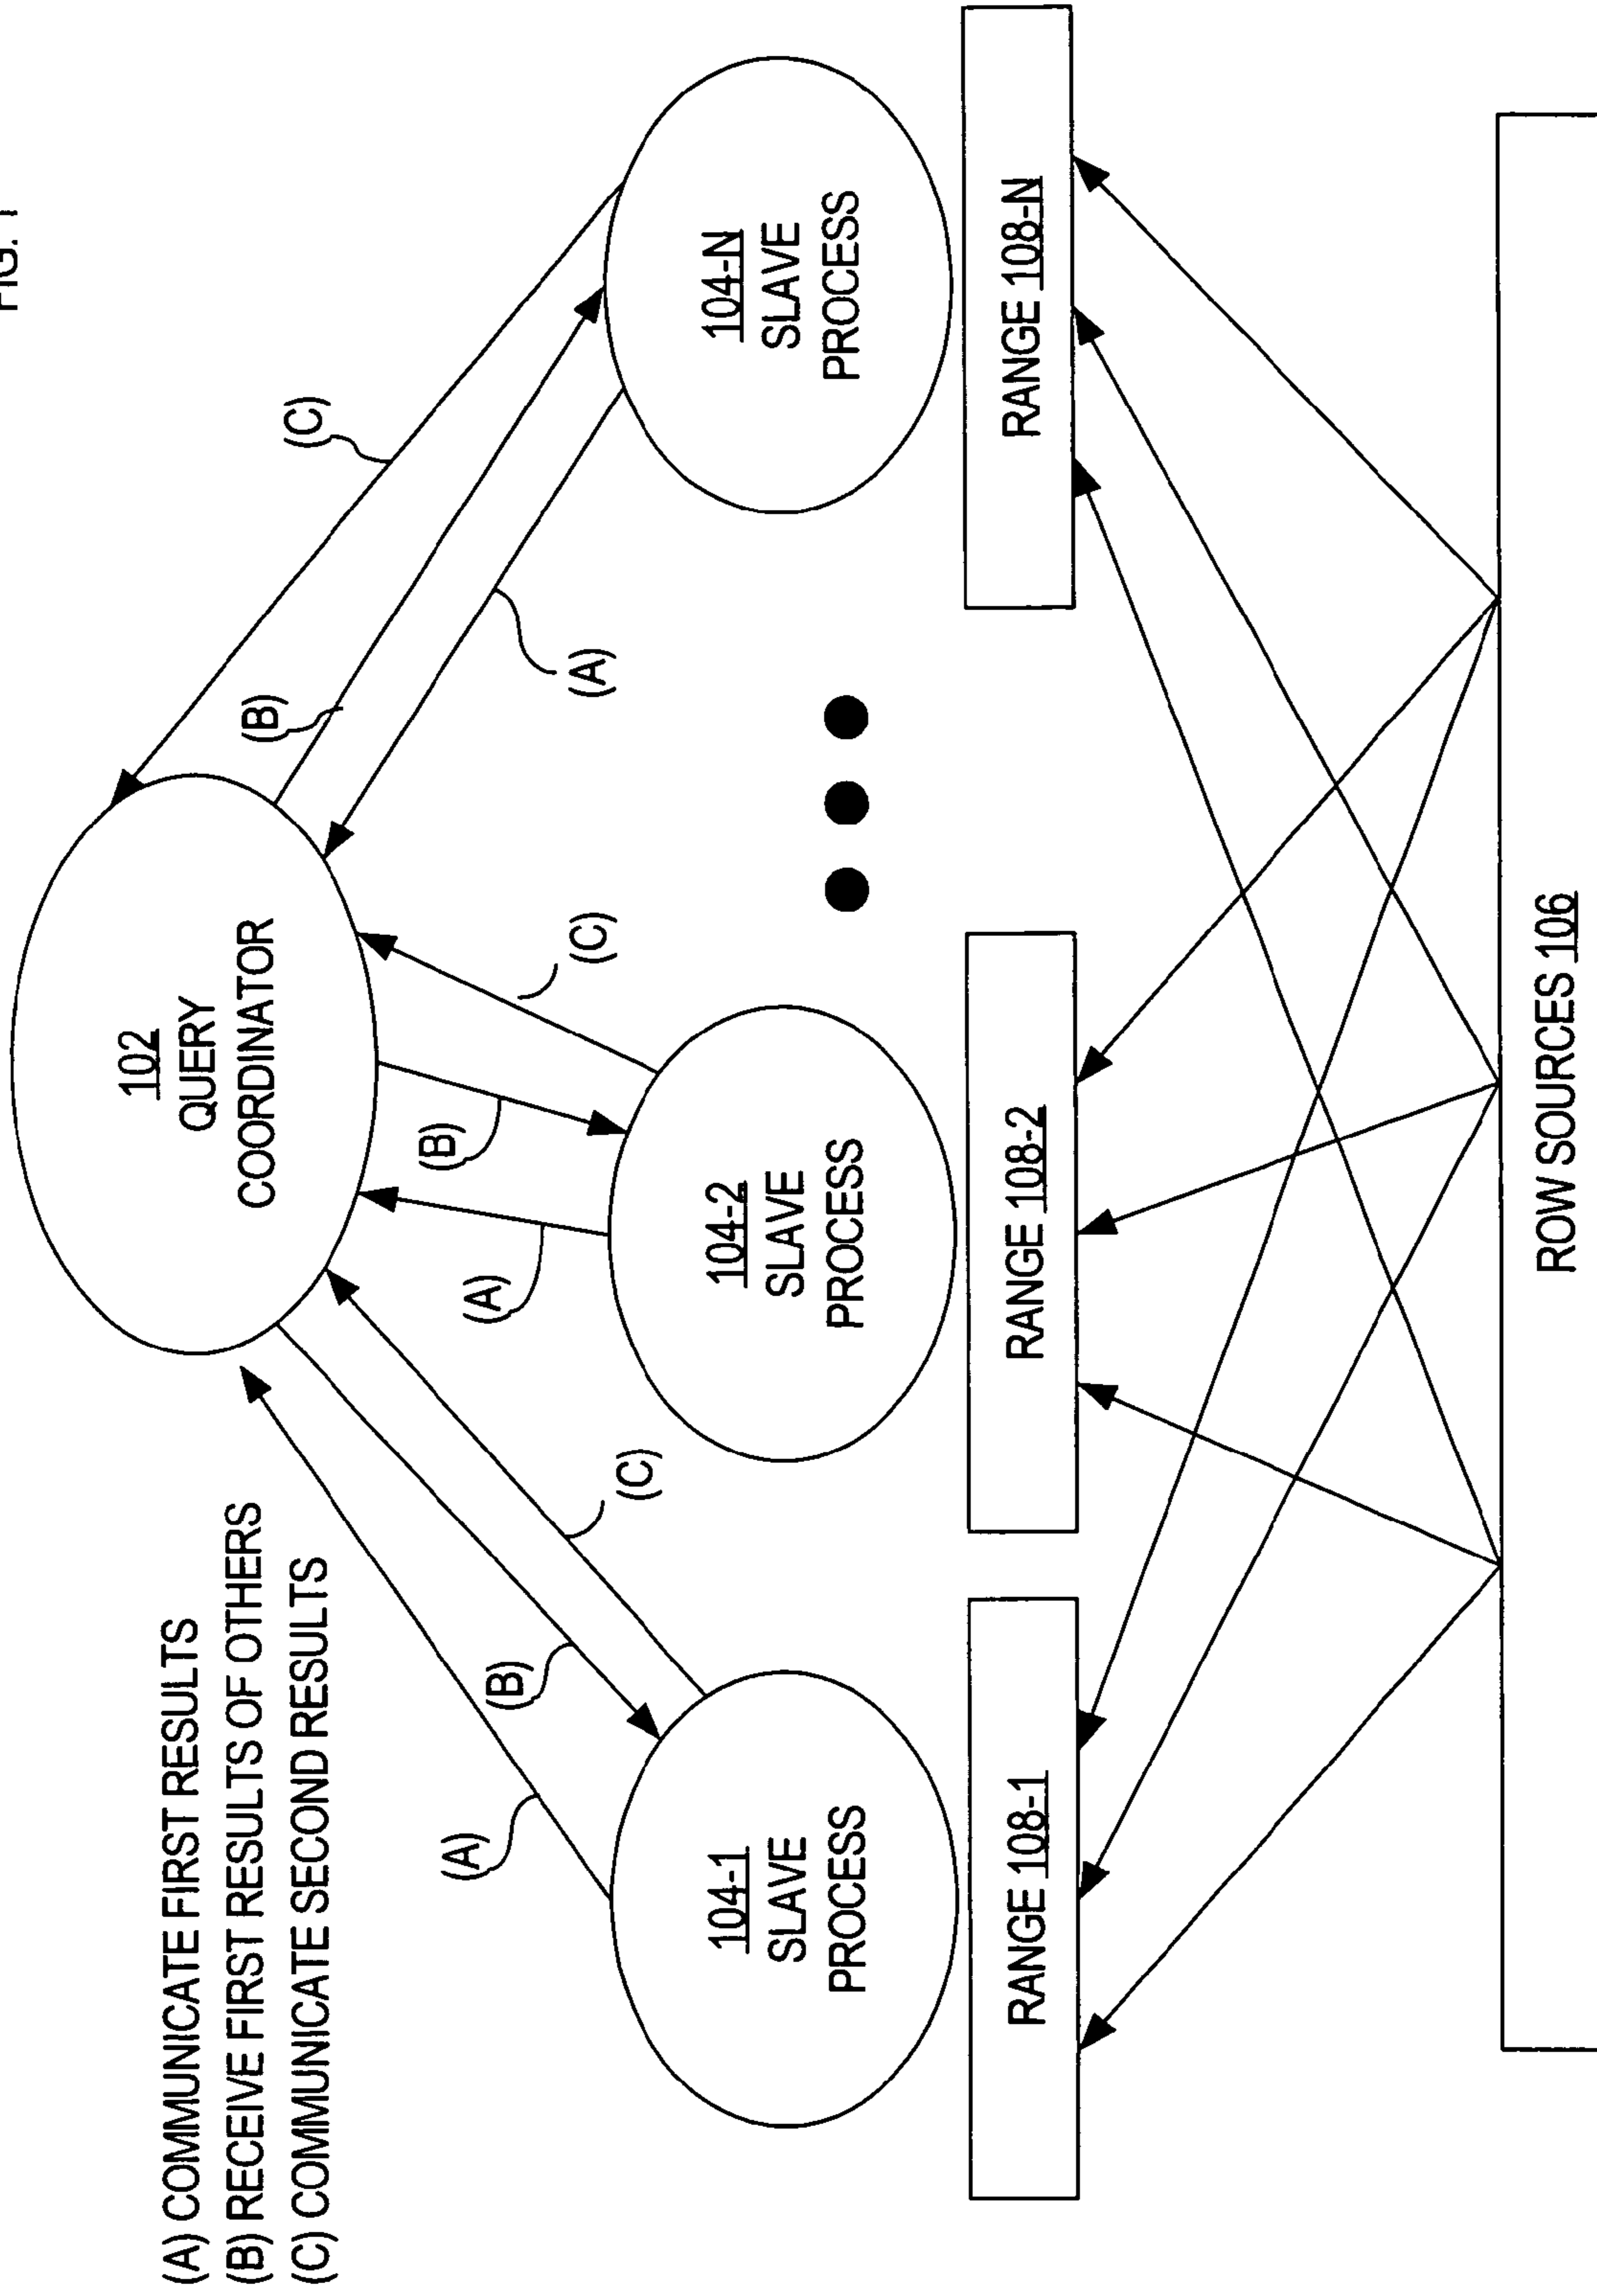 FIG. 1
(A) COMMUNICATE FIRST RESULTS
(B) RECEIVE FIRST RESULTS OF OTHERS
(C) COMMUNICATE SECOND RESULTS
102
QUERY
COORDINATOR
(A)
(B)
(C)
(A)
(B)
(C)
(A)
(B)
(C)
104-1
SLAVE
PROCESS
104-2
SLAVE
PROCESS
104-N
SLAVE
PROCESS
RANGE 108-1
RANGE 108-2
RANGE 108-N
ROW SOURCES 106